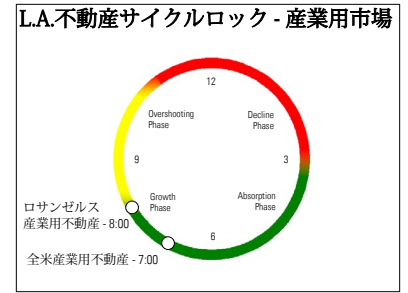 L.A.不動産サイクルロック - 産業用市場
12
Overshooting
Phase
Decline
Phase
9
3
Growth
Phase
Absorption
Phase
ロサンゼルス
産業用不動産 - 8:00
6
全米産業用不動産 - 7:00